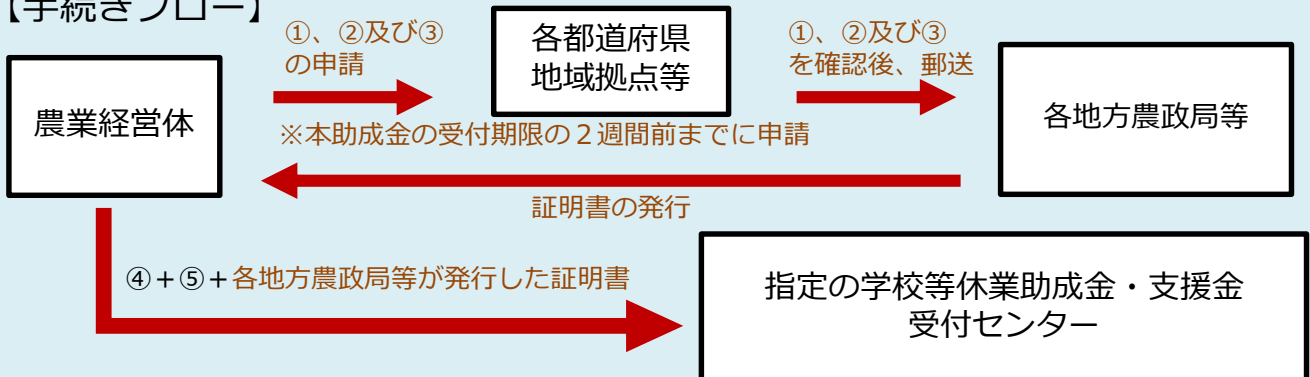 【手続きフロー】
①、②及び③
の申請
各都道府県
地域拠点等
①、②及び③
を確認後、郵送
農業経営体
各地方農政局等
※本助成金の受付期限の２週間前までに申請
証明書の発行
④＋⑤＋各地方農政局等が発行した証明書
指定の学校等休業助成金・支援金
受付センター